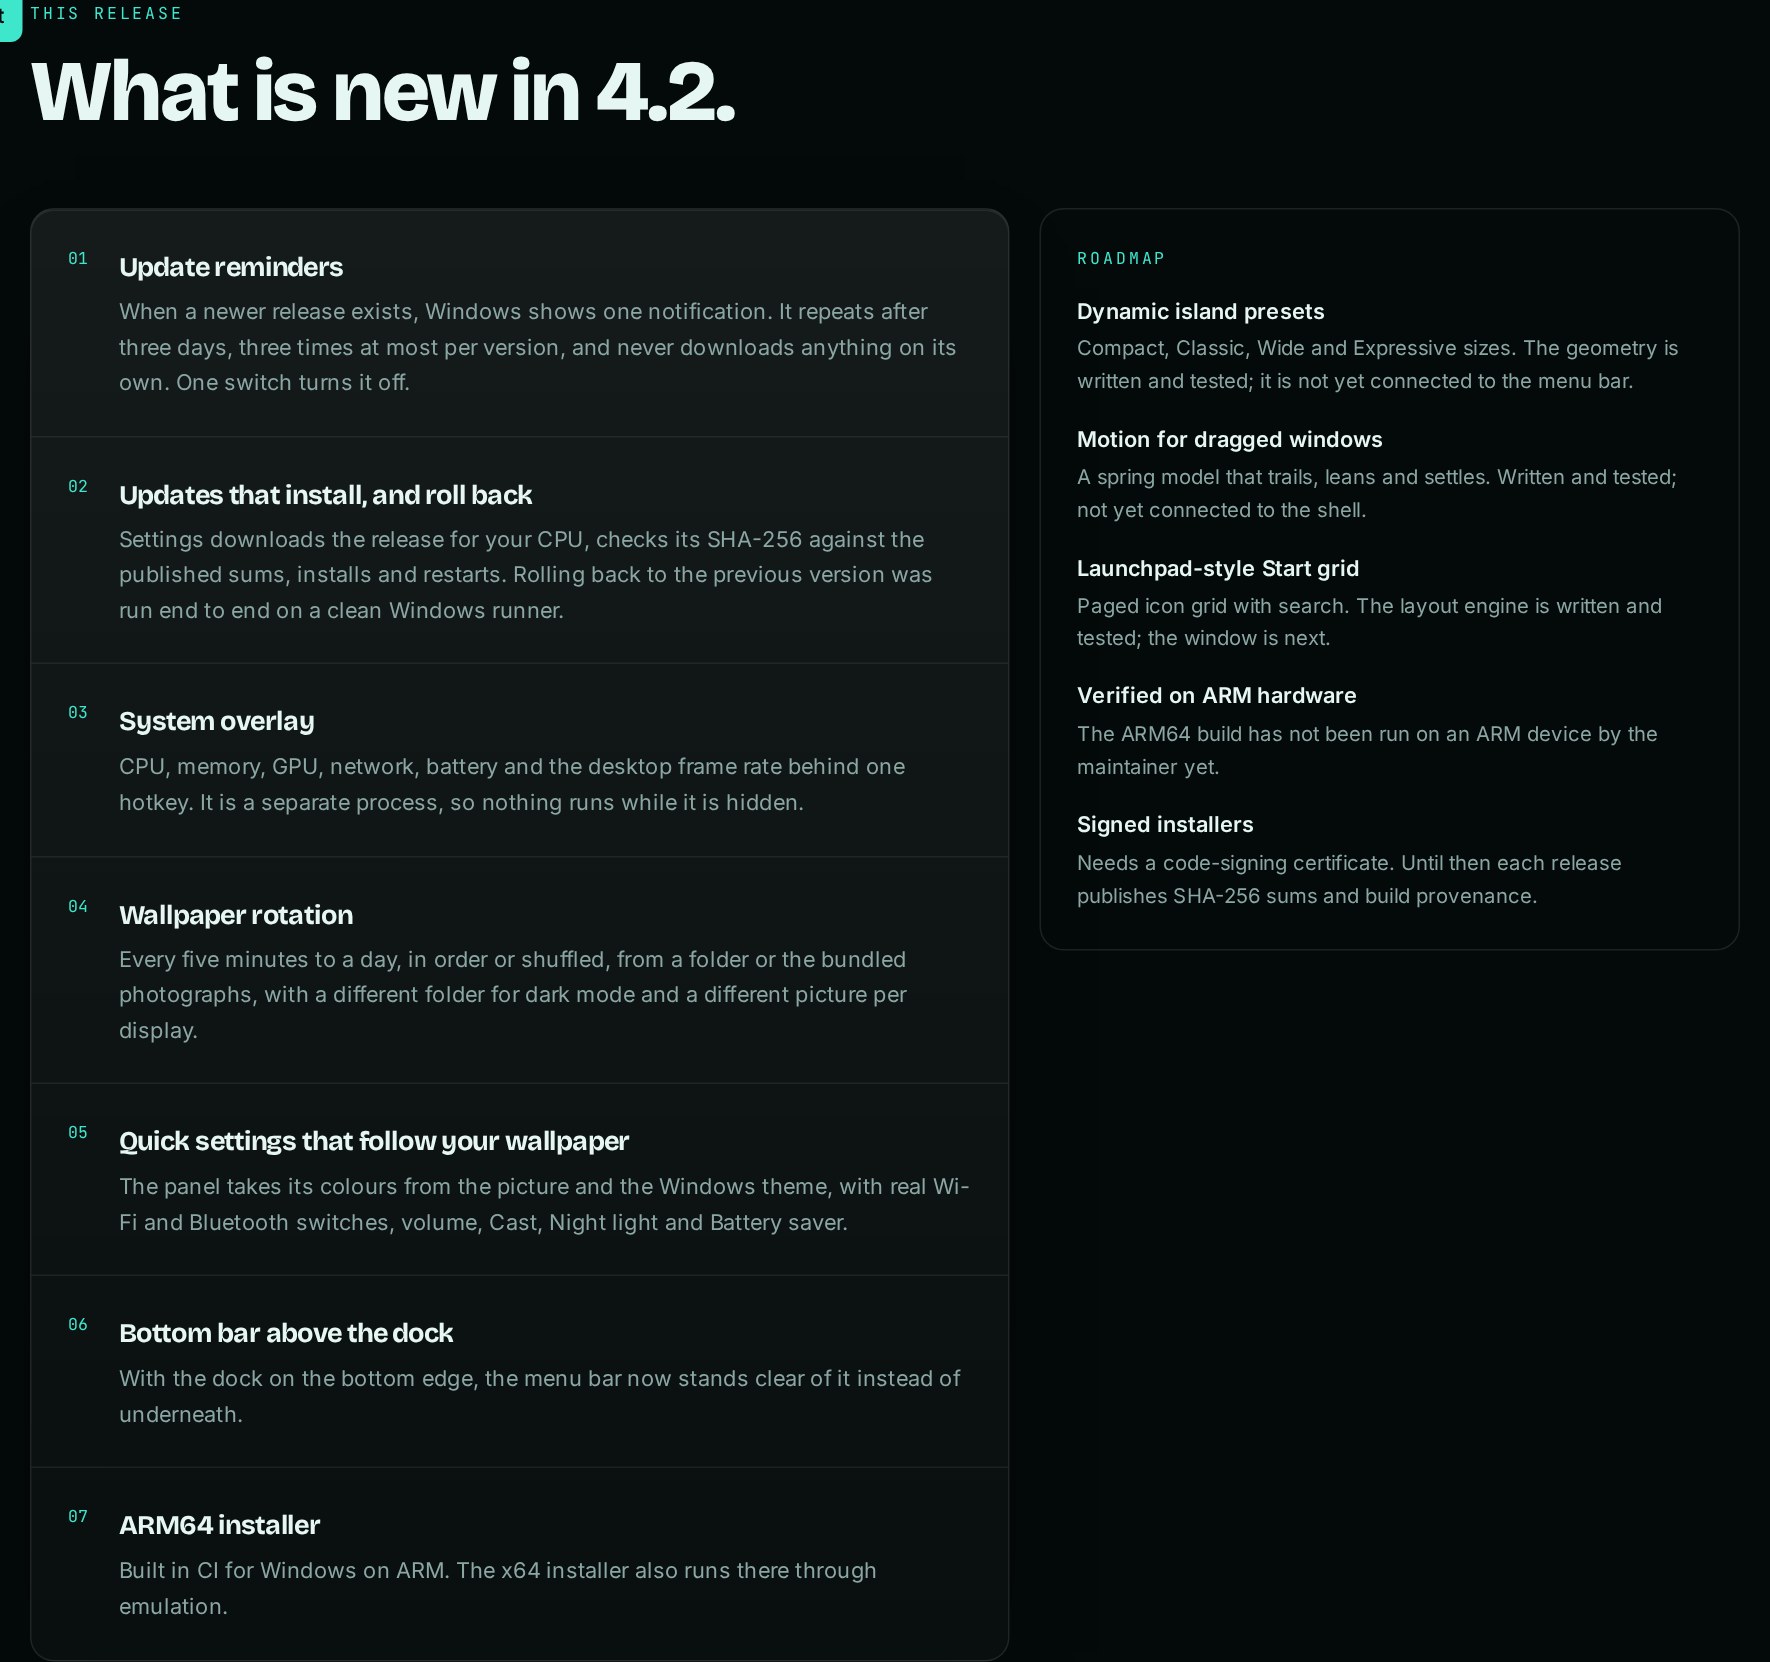 t
THIS RELEASE
What is new in 4.2.
01
Update reminders
When a newer release exists, Windows shows one notification. It repeats after
three days, three times at most per version, and never downloads anything on its
own. One switch turns it off.
02
Updates that install, and roll back
Settings downloads the release for your CPU, checks its SHA-256 against the
published sums, installs and restarts. Rolling back to the previous version was
run end to end on a clean Windows runner.
03
System overlay
CPU, memory, GPU, network, battery and the desktop frame rate behind one
hotkey. It is a separate process, so nothing runs while it is hidden.
04
Wallpaper rotation
Every five minutes to a day, in order or shuffled, from a folder or the bundled
photographs, with a different folder for dark mode and a different picture per
display.
05
Quick settings that follow your wallpaper
The panel takes its colours from the picture and the Windows theme, with real Wi-
Fi and Bluetooth switches, volume, Cast, Night light and Battery saver.
06
Bottom bar above the dock
With the dock on the bottom edge, the menu bar now stands clear of it instead of
underneath.
07
ARM64 installer
Built in CI for Windows on ARM. The x64 installer also runs there through
emulation.
ROADMAP
Dynamic island presets
Compact, Classic, Wide and Expressive sizes. The geometry is
written and tested; it is not yet connected to the menu bar.
Motion for dragged windows
A spring model that trails, leans and settles. Written and tested;
not yet connected to the shell.
Launchpad-style Start grid
Paged icon grid with search. The layout engine is written and
tested; the window is next.
Verified on ARM hardware
The ARM64 build has not been run on an ARM device by the
maintainer yet.
Signed installers
Needs a code-signing certificate. Until then each release
publishes SHA-256 sums and build provenance.